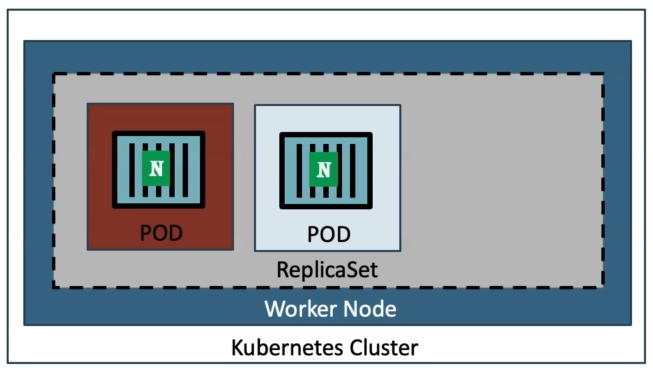 N N
POD POD
ReplicaSet
Worker Node
Kubernetes Cluster